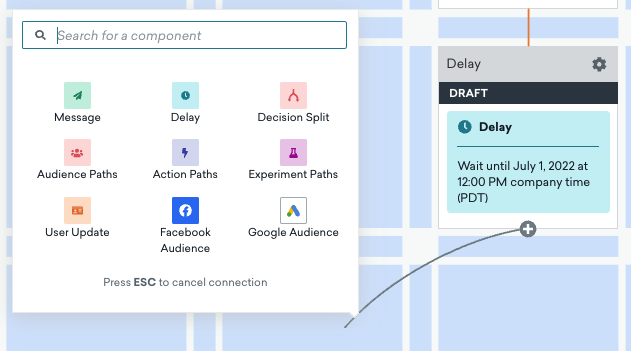 Search for a component
Message
Delay
Decision Split
Audience Paths
Action Paths
Experiment Paths
User Update
Facebook
Audience
Google Audience
Press ESC to cancel connection
Delay
DRAFT
Delay
Wait until July 1, 2022 at
12:00 PM company time
(PDT)